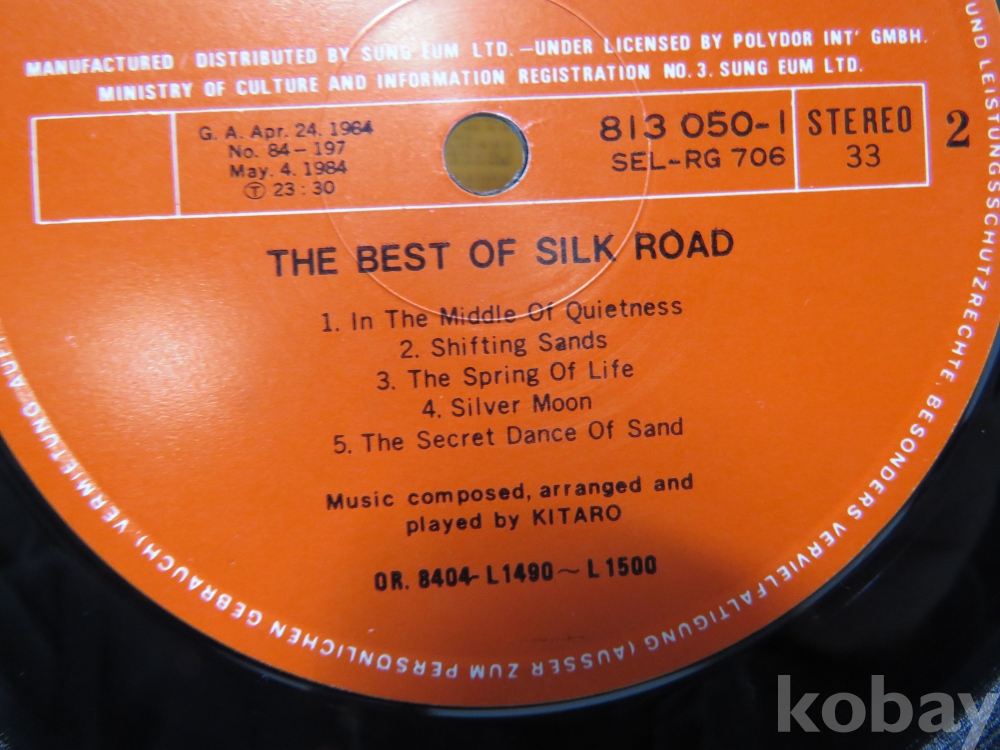 MANUFACTURED / DISTRIBUTED BY SUNG EUM LTD. —UNDER LICENSED BY POLYDOR INT' GMBH.
MINISTRY OF CULTURE AND INFORMATION REGISTRATION NO. 3. SUNG EUM LTD.
G. A. Apr. 24. 1984
No. 84-197
May. 4. 1984
Ⓣ 23 : 30
813 050-1
SEL-RG 706
STEREO
33
2
THE BEST OF SILK ROAD
1. In The Middle Of Quietness
2. Shifting Sands
3. The Spring Of Life
4. Silver Moon
5. The Secret Dance Of Sand
Music composed, arranged and
played by KITARO
OR. 8404-L1490~L1500
UND LEISTUNGSSCHUTZRECHTE. BESONDERS VERVIELFALTIGUNG (AUSSER ZUM PERSONLICHEN GEBRAUCH), VERMIETUNG
kobay